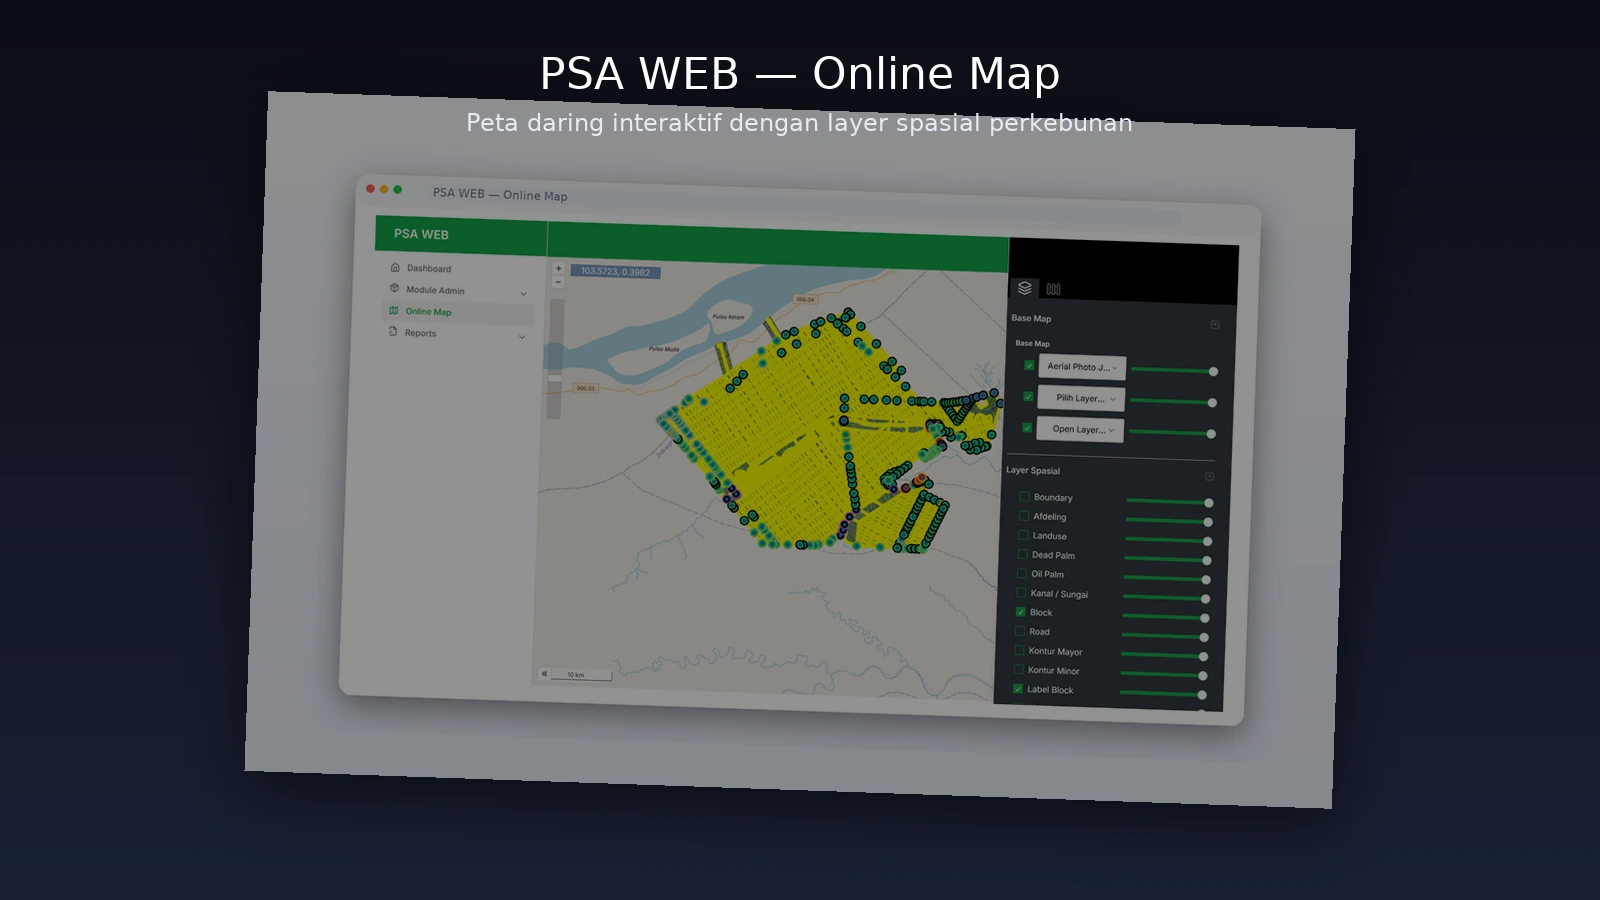 PSA WEB — Online Map
Peta daring interaktif dengan layer spasial perkebunan
PSA WEB — Online Map
PSA WEB
Dashboard
Module Admin
Online Map
Reports
+
−
103.5723, 0.3982
006.04
Pulau Ketam
Pulau Muda
006.03
10 km
Base Map
Base Map
Aerial Photo J...
Pilih Layer...
Open Layer...
Layer Spasial
Boundary
Afdeling
Landuse
Dead Palm
Oil Palm
Kanal / Sungai
Block
Road
Kontur Mayor
Kontur Minor
Label Block